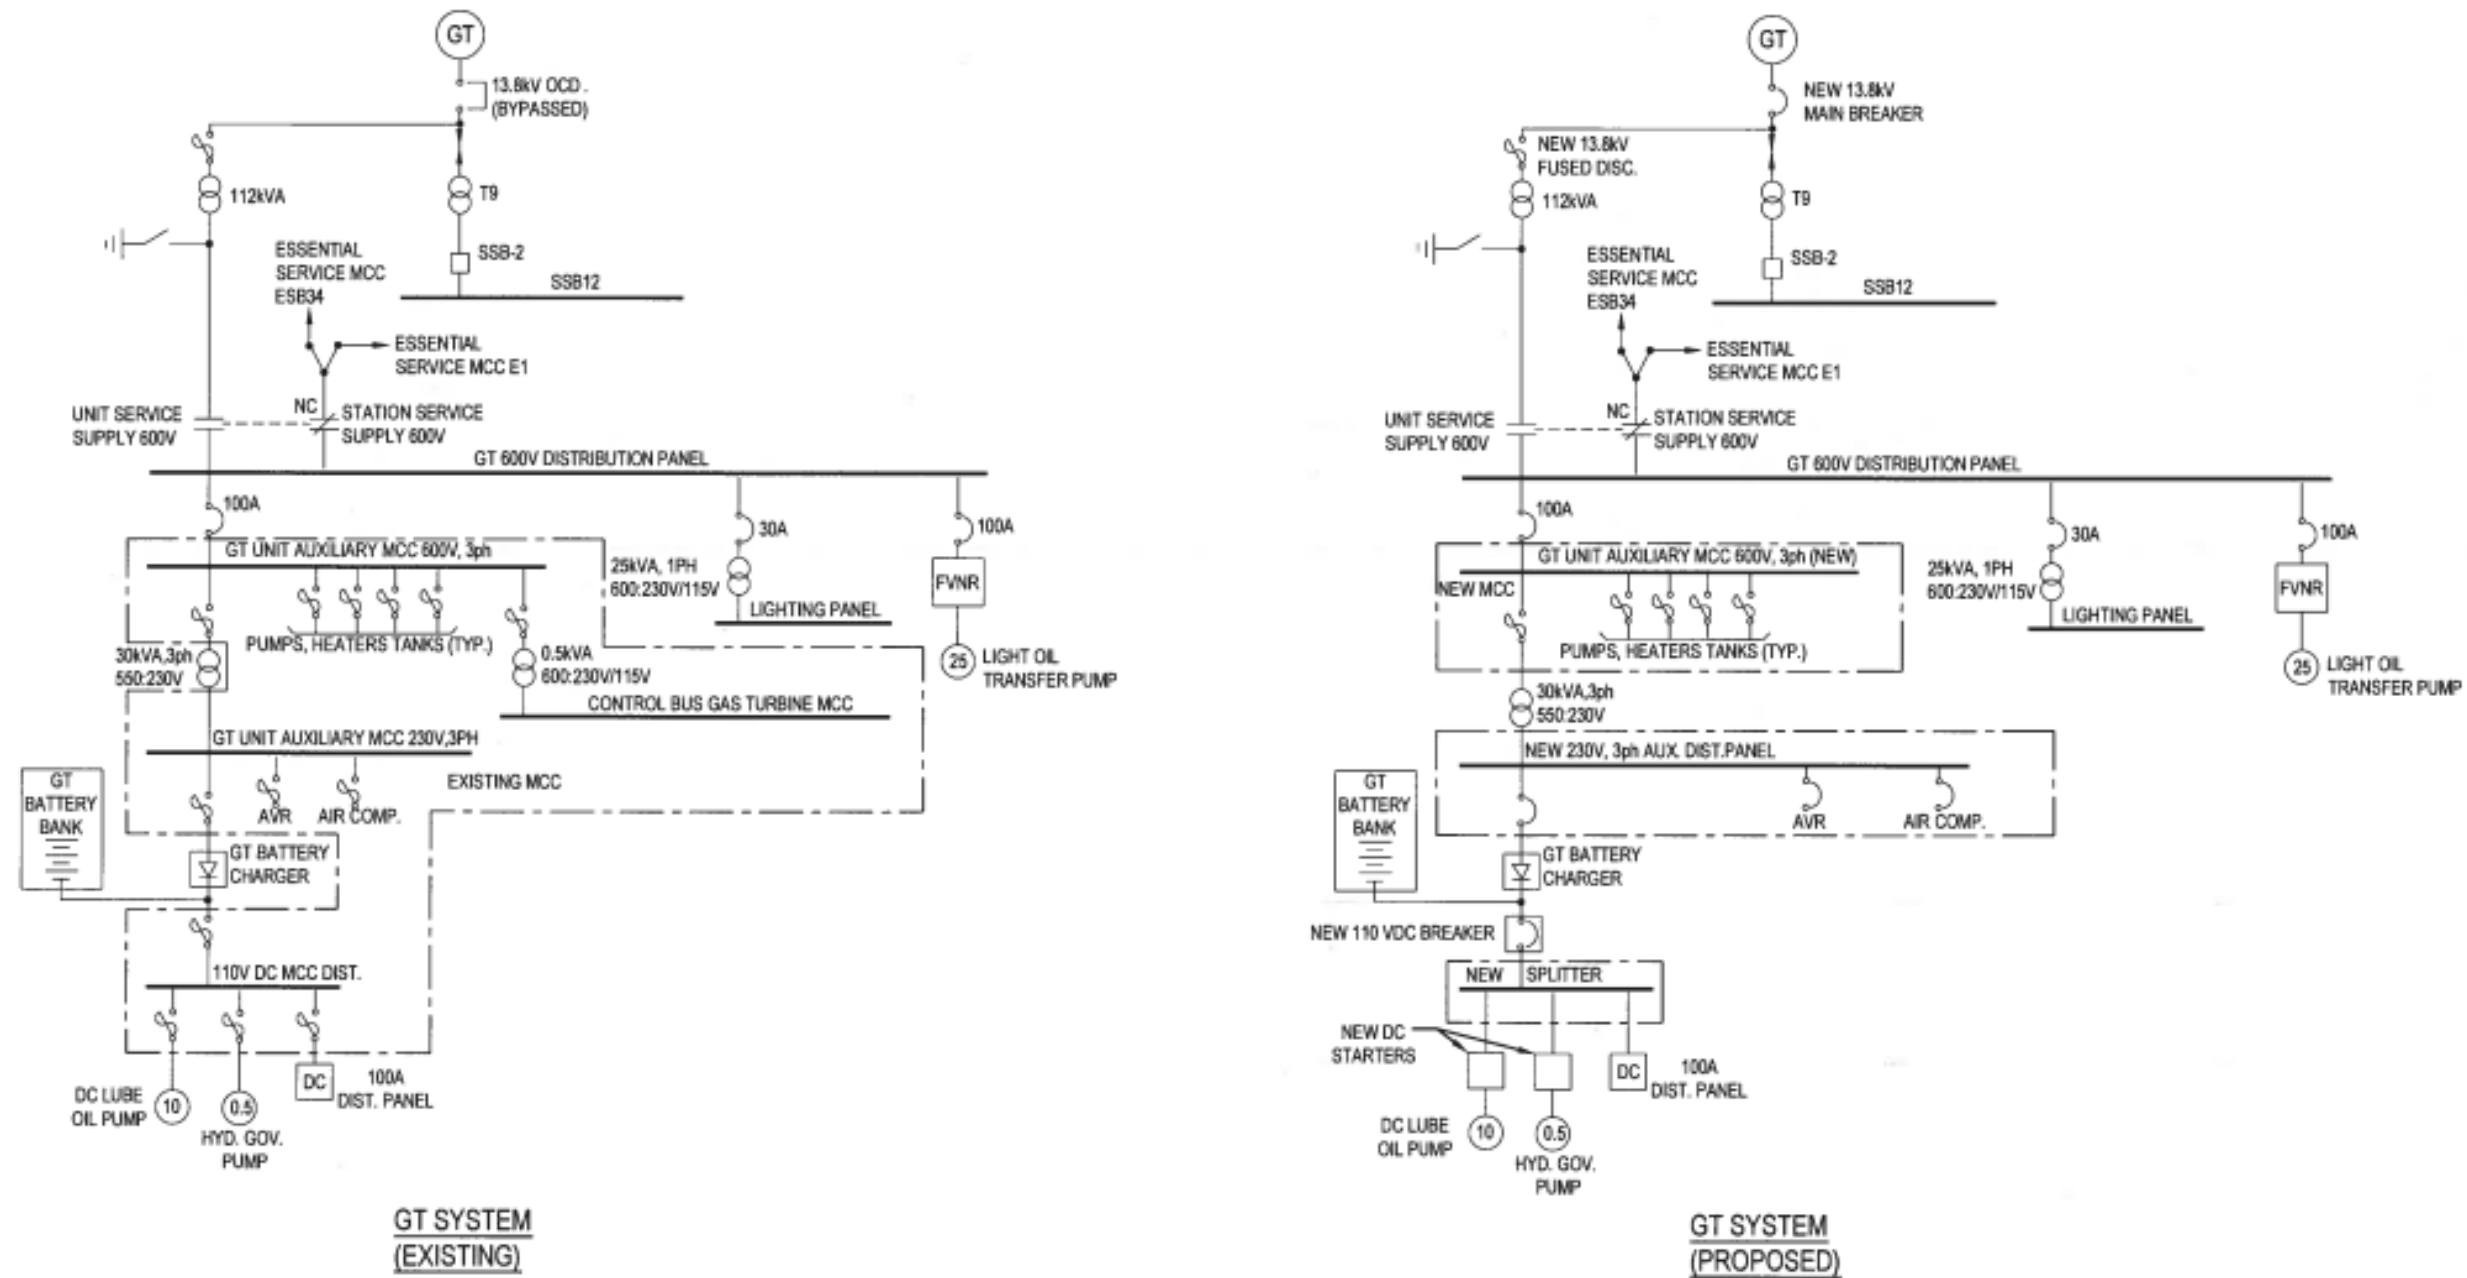 GT
13.8kV OCD.
(BYPASSED)
112kVA
T9
ESSENTIAL
SERVICE MCC
ESB34
SSB-2
SSB12
ESSENTIAL
SERVICE MCC E1
UNIT SERVICE
SUPPLY 600V
NC
STATION SERVICE
SUPPLY 600V
GT 600V DISTRIBUTION PANEL
100A
30A
100A
GT UNIT AUXILIARY MCC 600V, 3ph
25kVA, 1PH
600:230V/115V
FVNR
LIGHTING PANEL
PUMPS, HEATERS TANKS (TYP.)
30kVA,3ph
550:230V
0.5kVA
600:230V/115V
25
LIGHT OIL
TRANSFER PUMP
CONTROL BUS GAS TURBINE MCC
GT UNIT AUXILIARY MCC 230V,3PH
GT
BATTERY
BANK
EXISTING MCC
AVR
AIR COMP.
GT BATTERY
CHARGER
110V DC MCC DIST.
DC LUBE
OIL PUMP
10
0.5
HYD. GOV.
PUMP
DC
100A
DIST. PANEL
GT SYSTEM
(EXISTING)
GT
NEW 13.8kV
MAIN BREAKER
NEW 13.8kV
FUSED DISC.
112kVA
T9
ESSENTIAL
SERVICE MCC
ESB34
SSB-2
SSB12
ESSENTIAL
SERVICE MCC E1
UNIT SERVICE
SUPPLY 600V
NC
STATION SERVICE
SUPPLY 600V
GT 600V DISTRIBUTION PANEL
100A
30A
100A
GT UNIT AUXILIARY MCC 600V, 3ph (NEW)
NEW MCC
25kVA, 1PH
600:230V/115V
FVNR
LIGHTING PANEL
PUMPS, HEATERS TANKS (TYP.)
25
LIGHT OIL
TRANSFER PUMP
30kVA,3ph
550:230V
NEW 230V, 3ph AUX. DIST.PANEL
GT
BATTERY
BANK
AVR
AIR COMP.
GT BATTERY
CHARGER
NEW 110 VDC BREAKER
NEW SPLITTER
NEW DC
STARTERS
DC
100A
DIST. PANEL
DC LUBE
OIL PUMP
10
0.5
HYD. GOV.
PUMP
GT SYSTEM
(PROPOSED)